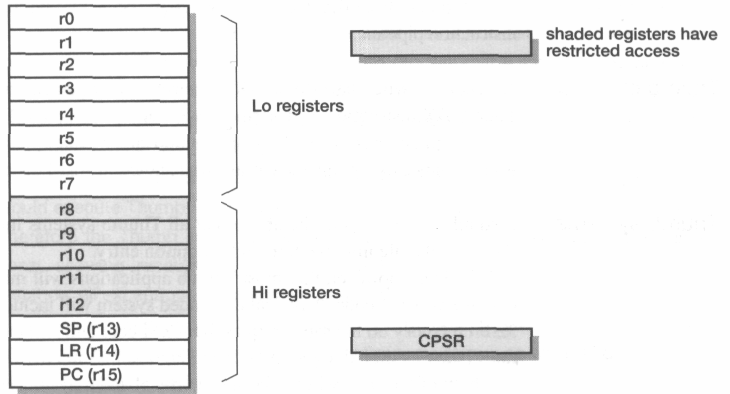 r0
r1
r2
r3
r4
r5
r6
r7
r8
r9
r10
r11
r12
SP (r13)
LR (r14)
PC (r15)
Lo registers
Hi registers
shaded registers have
restricted access
CPSR